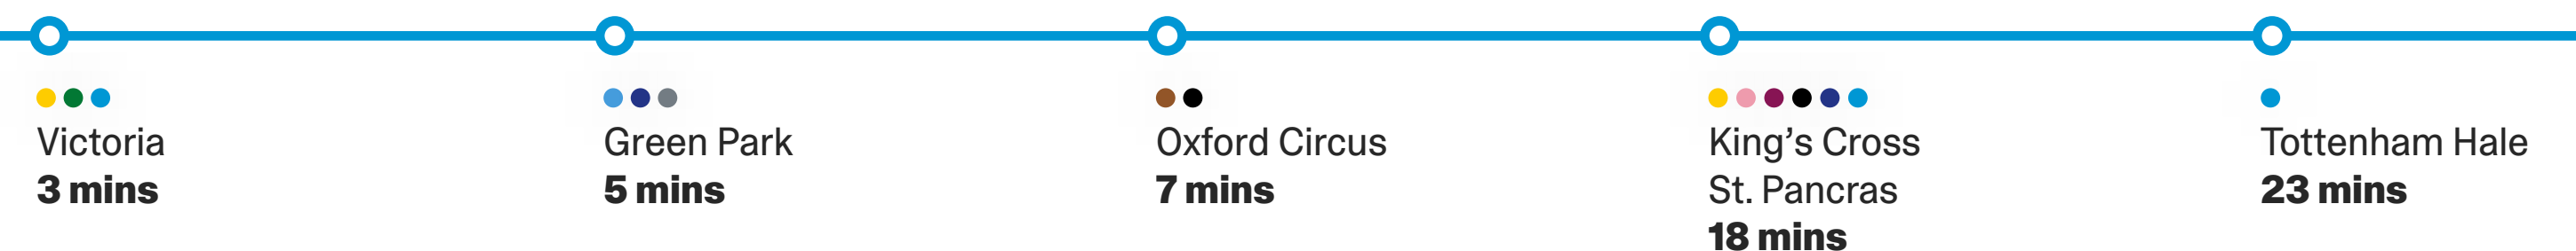 Victoria
3 mins
Green Park
5 mins
Oxford Circus
7 mins
King’s Cross
St. Pancras
18 mins
Tottenham Hale
23 mins